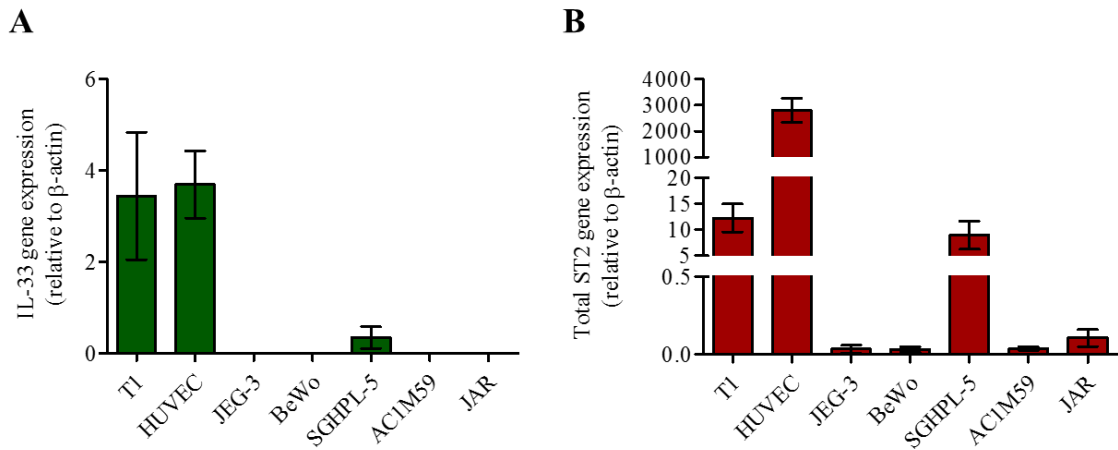 A
IL-33 gene expression
(relative to β-actin)
6
4
2
0
T1
HUVEC
JEG-3
BeWo
SGHPL-5
AC1M59
JAR
B
Total ST2 gene expression
(relative to β-actin)
4000
3000
2000
1000
20
15
10
5
0.5
0.0
T1
HUVEC
JEG-3
BeWo
SGHPL-5
AC1M59
JAR